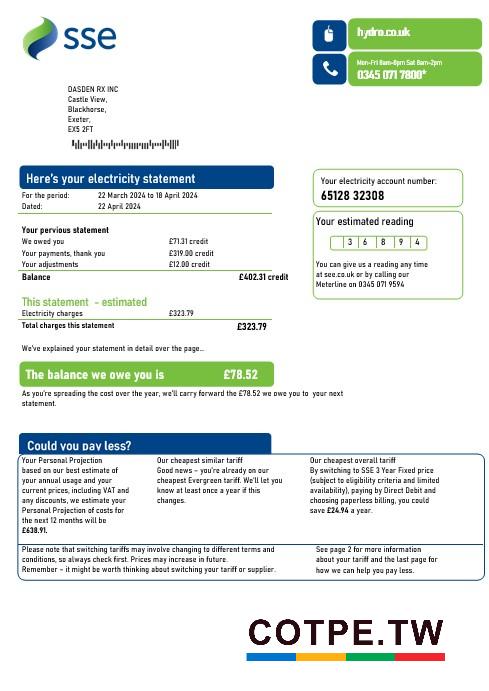 sse
hydro.co.uk
Mon-Fri 8am-8pm Sat 8am-2pm
0345 071 7800*
DASDEN RX INC
Castle View,
Blackhorse,
Exeter,
EX5 2FT
Here's your electricity statement
For the period: 22 March 2024 to 18 April 2024
Dated: 22 April 2024
Your electricity account number:
65128 32308
Your pervious statement
We owed you £71.31 credit
Your payments, thank you £319.00 credit
Your adjustments £12.00 credit
Balance £402.31 credit
Your estimated reading
3 6 8 9 4
You can give us a reading any time
at see.co.uk or by calling our
Meterline on 0345 071 9594
This statement - estimated
Electricity charges £323.79
Total charges this statement £323.79
We've explained your statement in detail over the page...
The balance we owe you is £78.52
As you're spreading the cost over the year, we'll carry forward the £78.52 we owe you to your next
statement.
Could you pay less?
Your Personal Projection
based on our best estimate of
your annual usage and your
current prices, including VAT and
any discounts, we estimate your
Personal Projection of costs for
the next 12 months will be
£638.91.
Our cheapest similar tariff
Good news – you're already on our
cheapest Evergreen tariff. We'll let you
know at least once a year if this
changes.
Our cheapest overall tariff
By switching to SSE 3 Year Fixed price
(subject to eligibility criteria and limited
availability), paying by Direct Debit and
choosing paperless billing, you could
save £24.94 a year.
Please note that switching tariffs may involve changing to different terms and
conditions, so always check first. Prices may increase in future.
Remember – it might be worth thinking about switching your tariff or supplier.
See page 2 for more information
about your tariff and the last page for
how we can help you pay less.
COTPE.TW